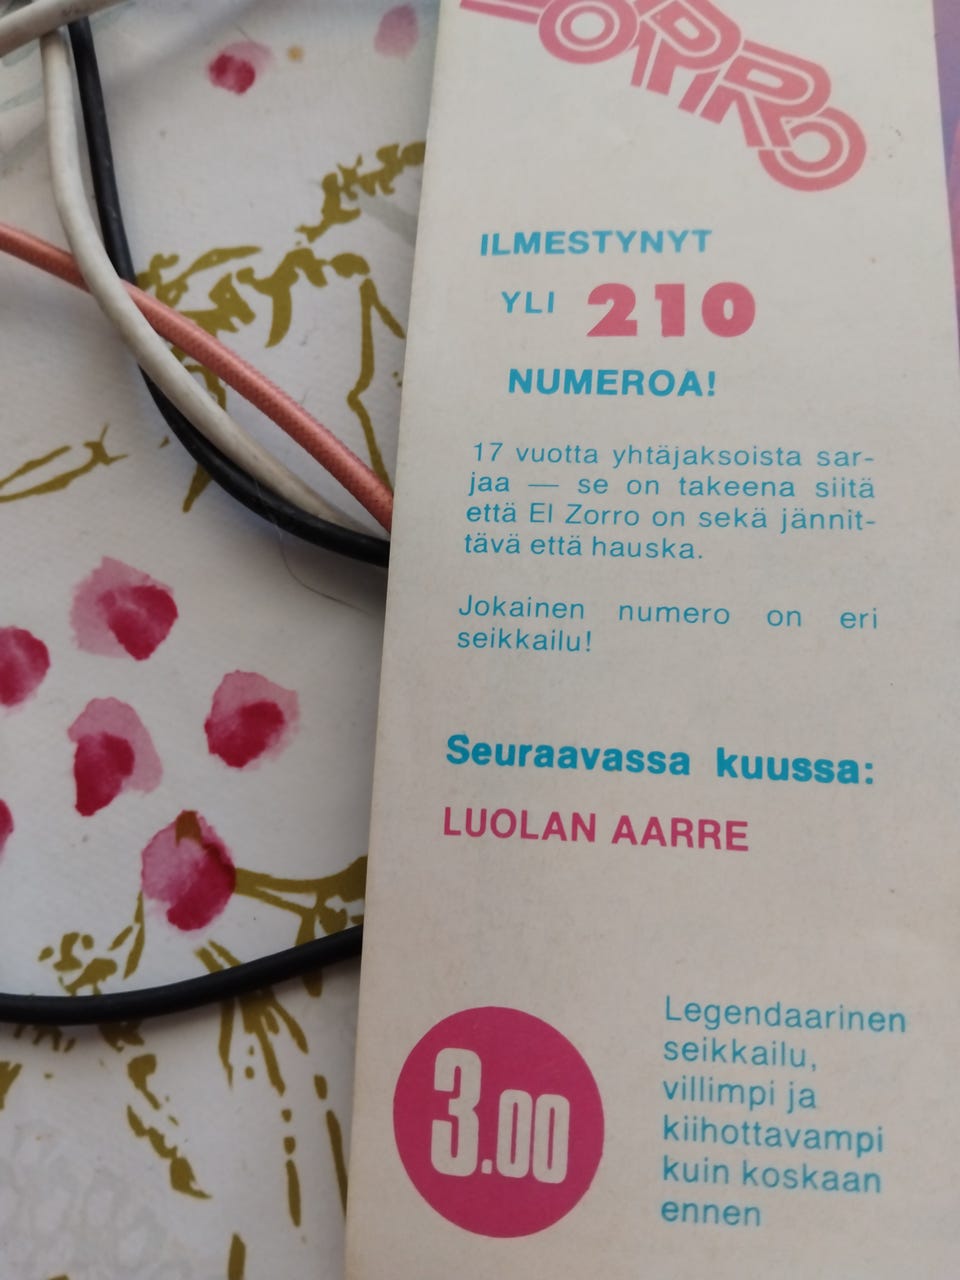 ZORRO
ILMESTYNYT
YLI 210
NUMEROA!
17 vuotta yhtäjaksoista sar-
jaa — se on takeena siitä
että El Zorro on sekä jännit-
tävä että hauska.
Jokainen numero on eri
seikkailu!
Seuraavassa kuussa:
LUOLAN AARRE
3.00
Legendaarinen
seikkailu,
villimpi ja
kiihottavampi
kuin koskaan
ennen